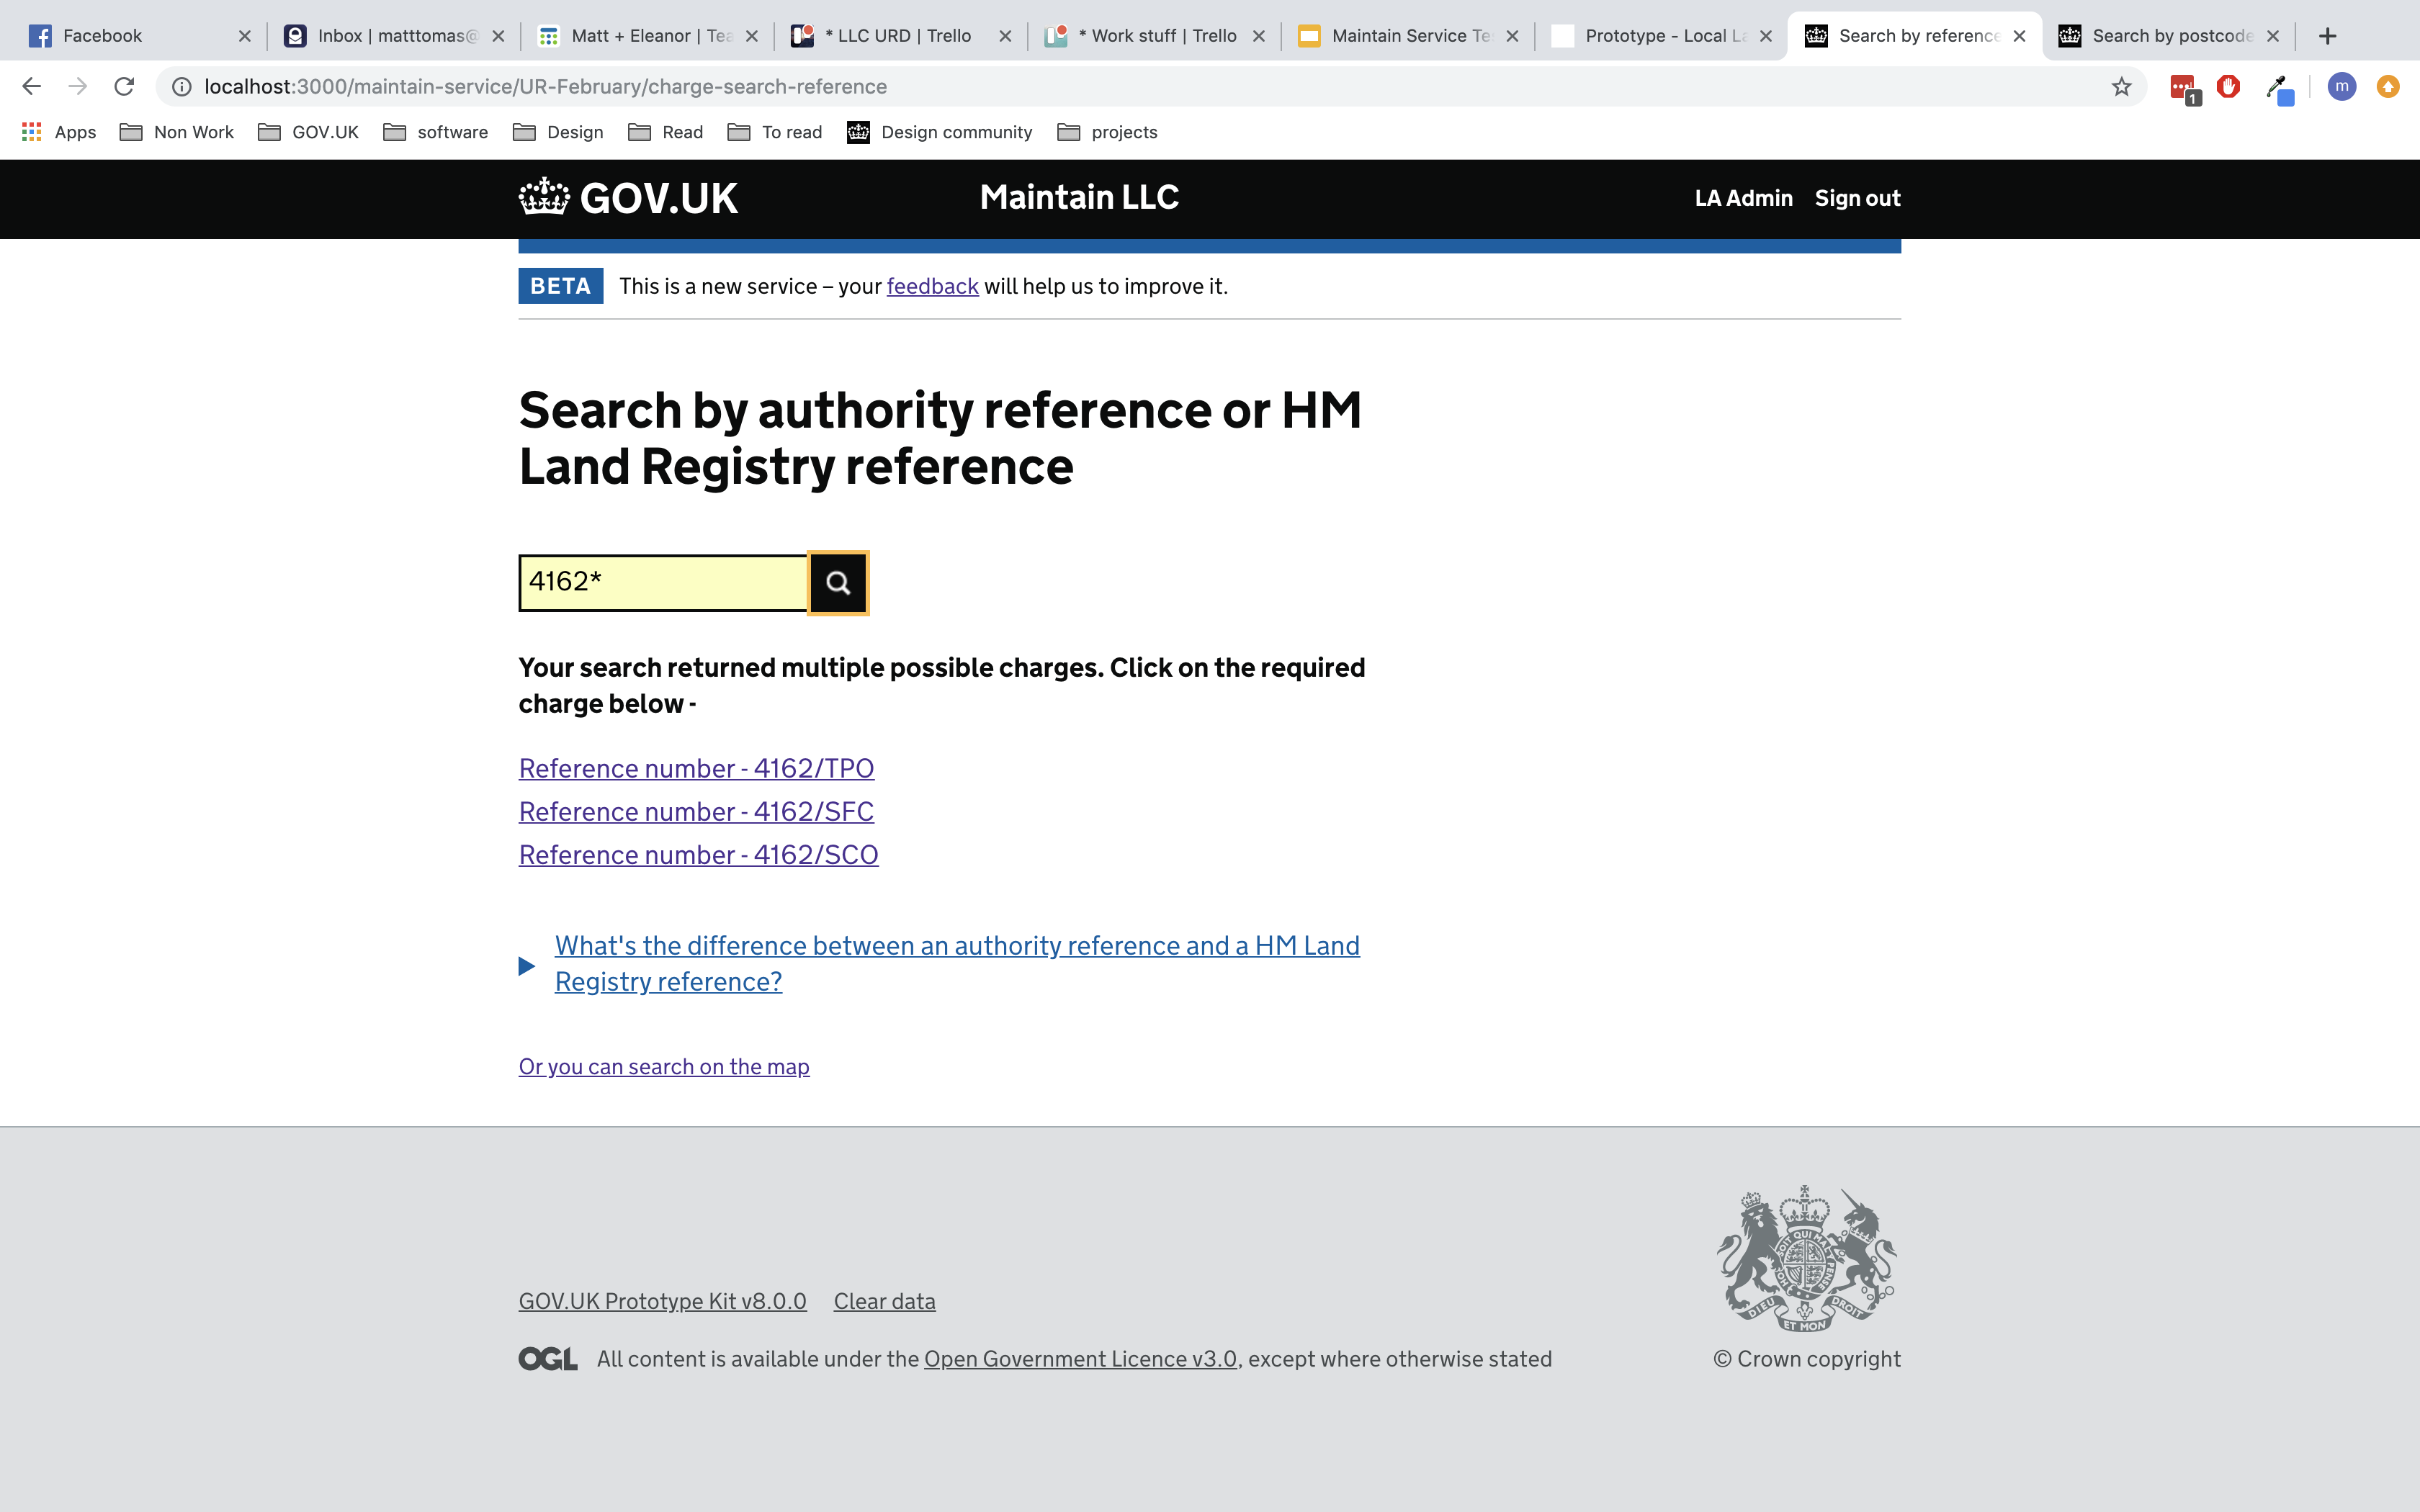 Facebook
Inbox | matttomas@
Matt + Eleanor | Tea
* LLC URD | Trello
* Work stuff | Trello
Maintain Service Te
Prototype - Local La
Search by reference
Search by postcode
localhost:3000/maintain-service/UR-February/charge-search-reference
1
m
Apps
Non Work
GOV.UK
software
Design
Read
To read
Design community
projects
GOV.UK
Maintain LLC
LA Admin
Sign out
BETA
This is a new service – your feedback will help us to improve it.
Search by authority reference or HM
Land Registry reference
4162*
Your search returned multiple possible charges. Click on the required
charge below -
Reference number - 4162/TPO
Reference number - 4162/SFC
Reference number - 4162/SCO
What's the difference between an authority reference and a HM Land
Registry reference?
Or you can search on the map
GOV.UK Prototype Kit v8.0.0
Clear data
DIEU ET MON DROIT
OGL
All content is available under the Open Government Licence v3.0, except where otherwise stated
© Crown copyright